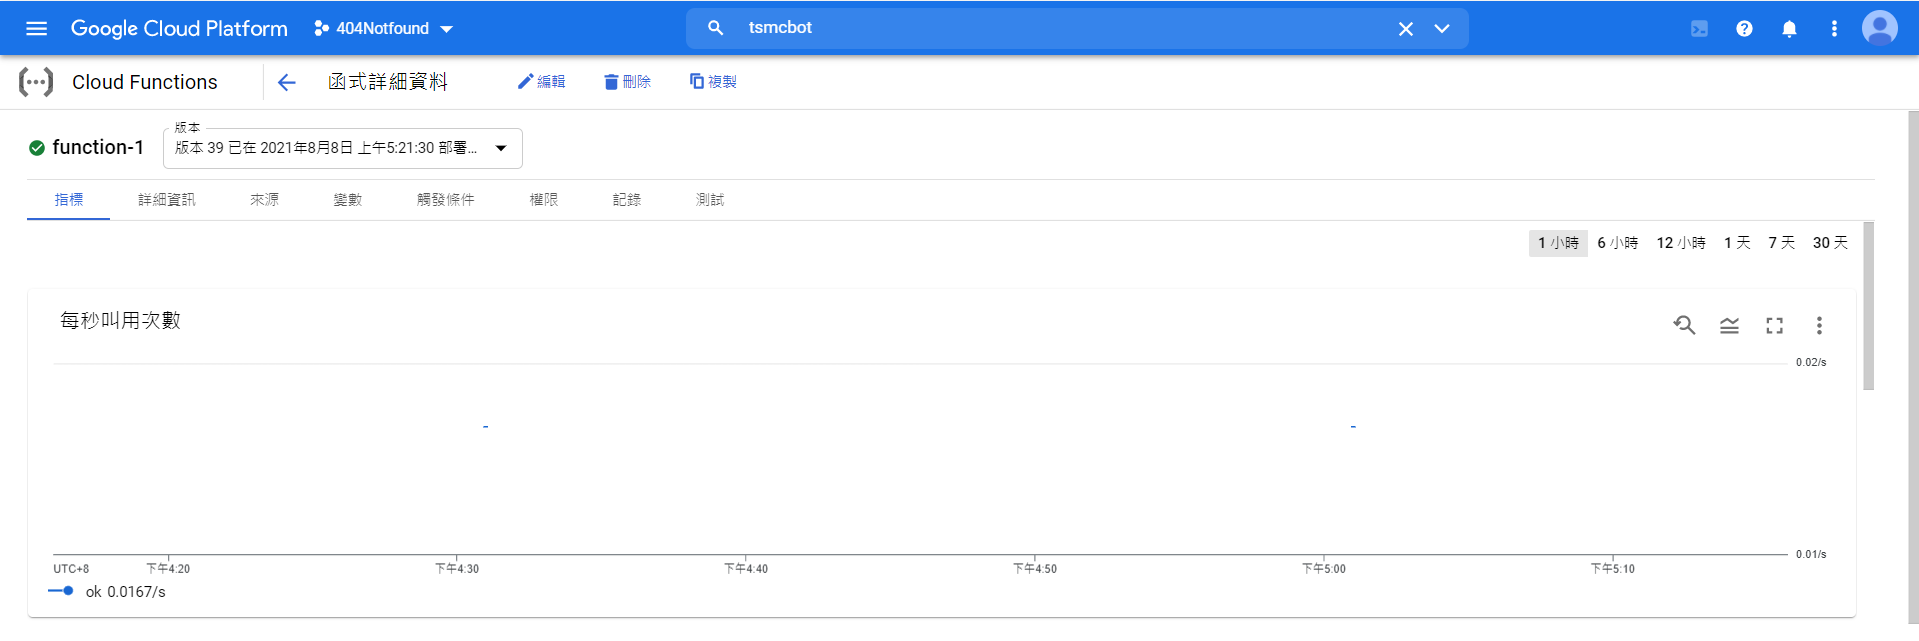 Google Cloud Platform 404Notfound tsmcbot
Cloud Functions 函式詳細資料 編輯 刪除 複製
版本
function-1 版本 39 已在 2021年8月8日 上午5:21:30 部署...
指標 詳細資訊 來源 變數 觸發條件 權限 記錄 測試
1 小時 6 小時 12 小時 1 天 7 天 30 天
每秒叫用次數
0.02/s
0.01/s
UTC+8 下午4:20 下午4:30 下午4:40 下午4:50 下午5:00 下午5:10
ok 0.0167/s